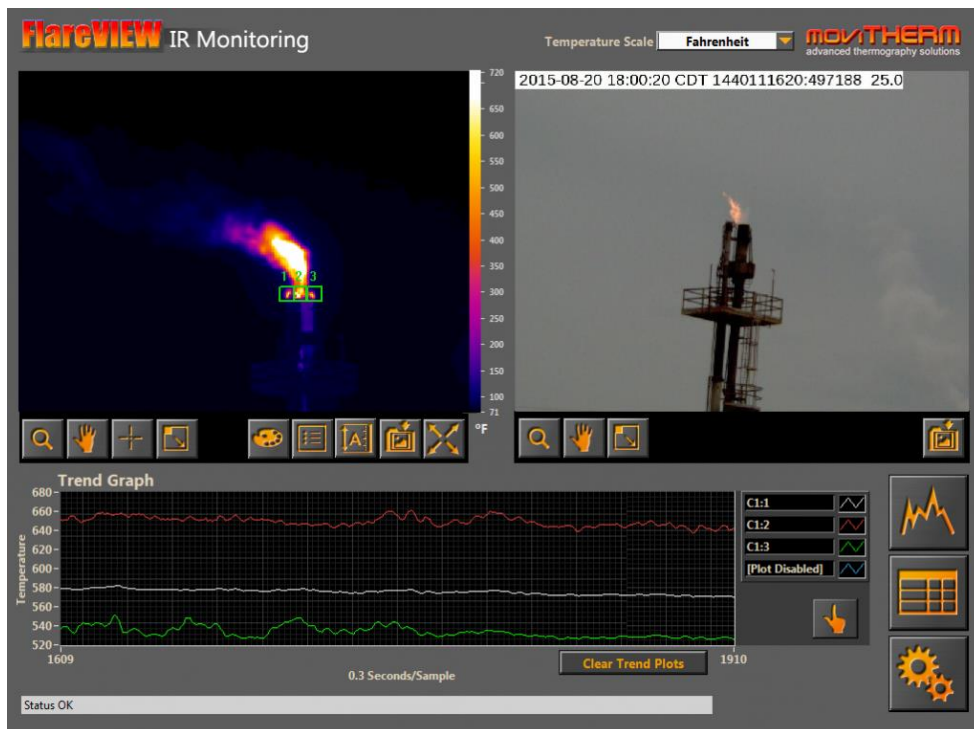 FlareVIEW IR Monitoring
Temperature Scale Fahrenheit
moviTHERM
advanced thermography solutions
2015-08-20 18:00:20 CDT 1440111620:497188 25.0
720
650
600
550
500
450
400
350
300
250
200
150
100
71
°F
1 2 3
A
Trend Graph
Temperature
680
660
640
620
600
580
560
540
520
1609
1910
0.3 Seconds/Sample
C1:1
C1:2
C1:3
[Plot Disabled]
Clear Trend Plots
Status OK